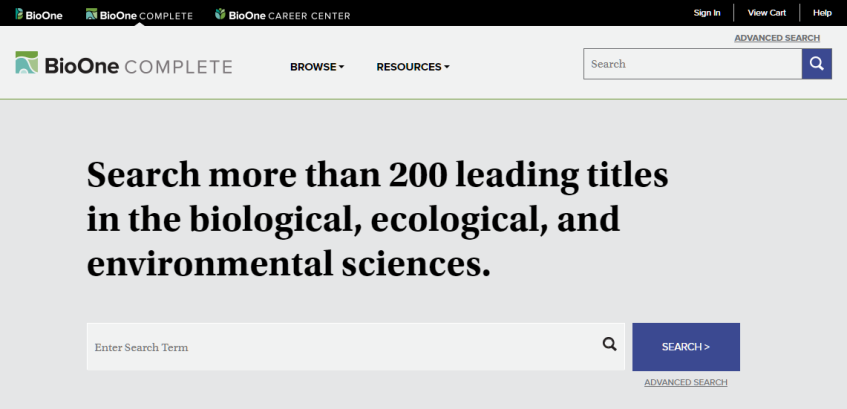 BioOne
BioOne COMPLETE
BioOne CAREER CENTER
Sign In
View Cart
Help
ADVANCED SEARCH
BioOne COMPLETE
BROWSE
RESOURCES
Search
Search more than 200 leading titles
in the biological, ecological, and
environmental sciences.
Enter Search Term
SEARCH >
ADVANCED SEARCH